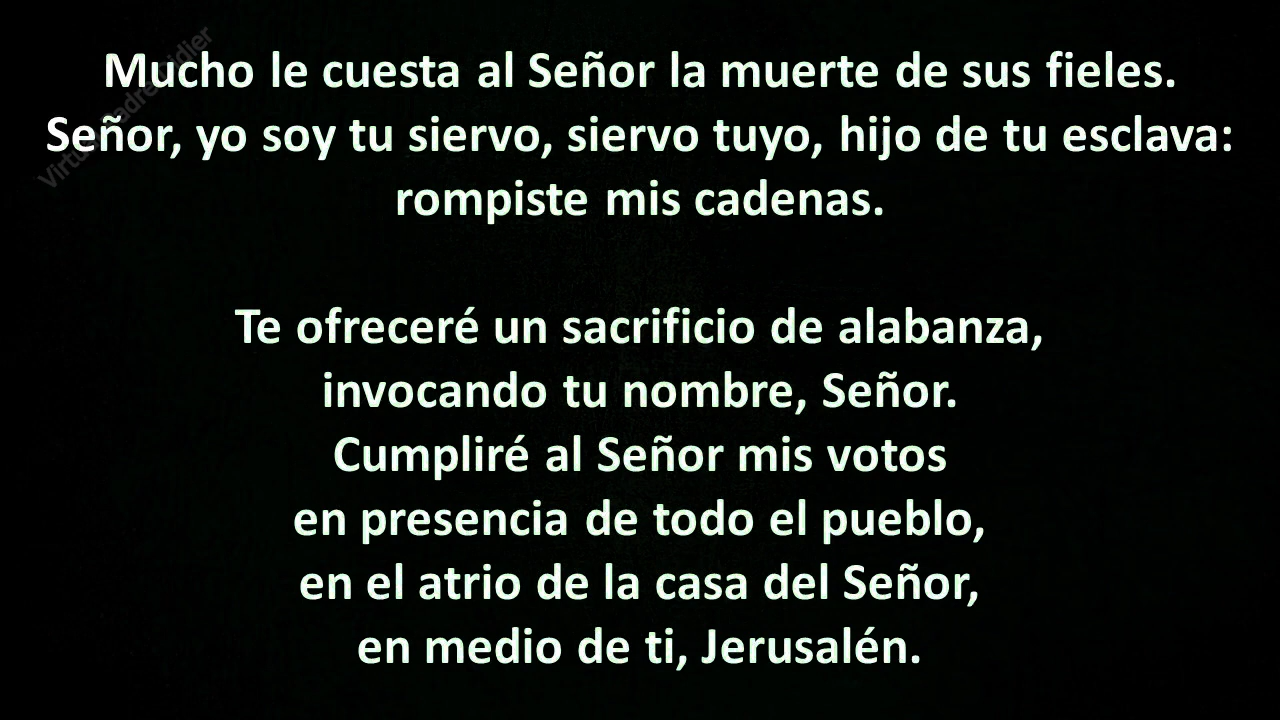 Mucho le cuesta al Señor la muerte de sus fieles.
Señor, yo soy tu siervo, siervo tuyo, hijo de tu esclava:
rompiste mis cadenas.
Te ofreceré un sacrificio de alabanza,
invocando tu nombre, Señor.
Cumpliré al Señor mis votos
en presencia de todo el pueblo,
en el atrio de la casa del Señor,
en medio de ti, Jerusalén.